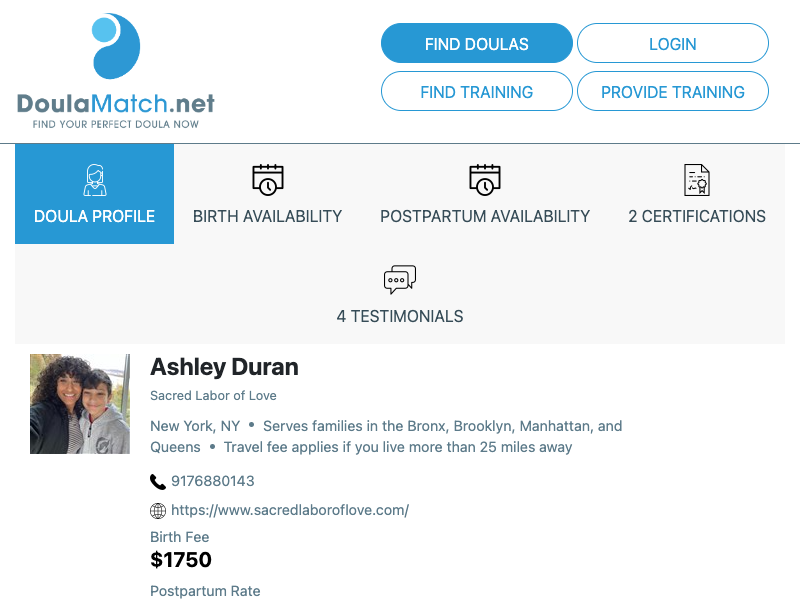 DoulaMatch.net
FIND YOUR PERFECT DOULA NOW
FIND DOULAS
LOGIN
FIND TRAINING
PROVIDE TRAINING
DOULA PROFILE
BIRTH AVAILABILITY
POSTPARTUM AVAILABILITY
2 CERTIFICATIONS
4 TESTIMONIALS
Ashley Duran
Sacred Labor of Love
New York, NY • Serves families in the Bronx, Brooklyn, Manhattan, and
Queens • Travel fee applies if you live more than 25 miles away
9176880143
https://www.sacredlaboroflove.com/
Birth Fee
$1750
Postpartum Rate